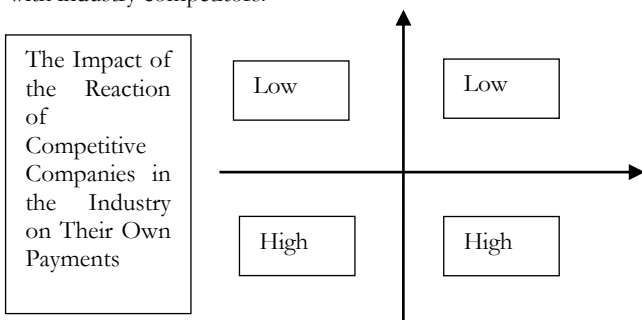 with industry competitors.
The Impact of
the Reaction
of
Competitive
Companies in
the Industry
on Their Own
Payments
Low
Low
High
High